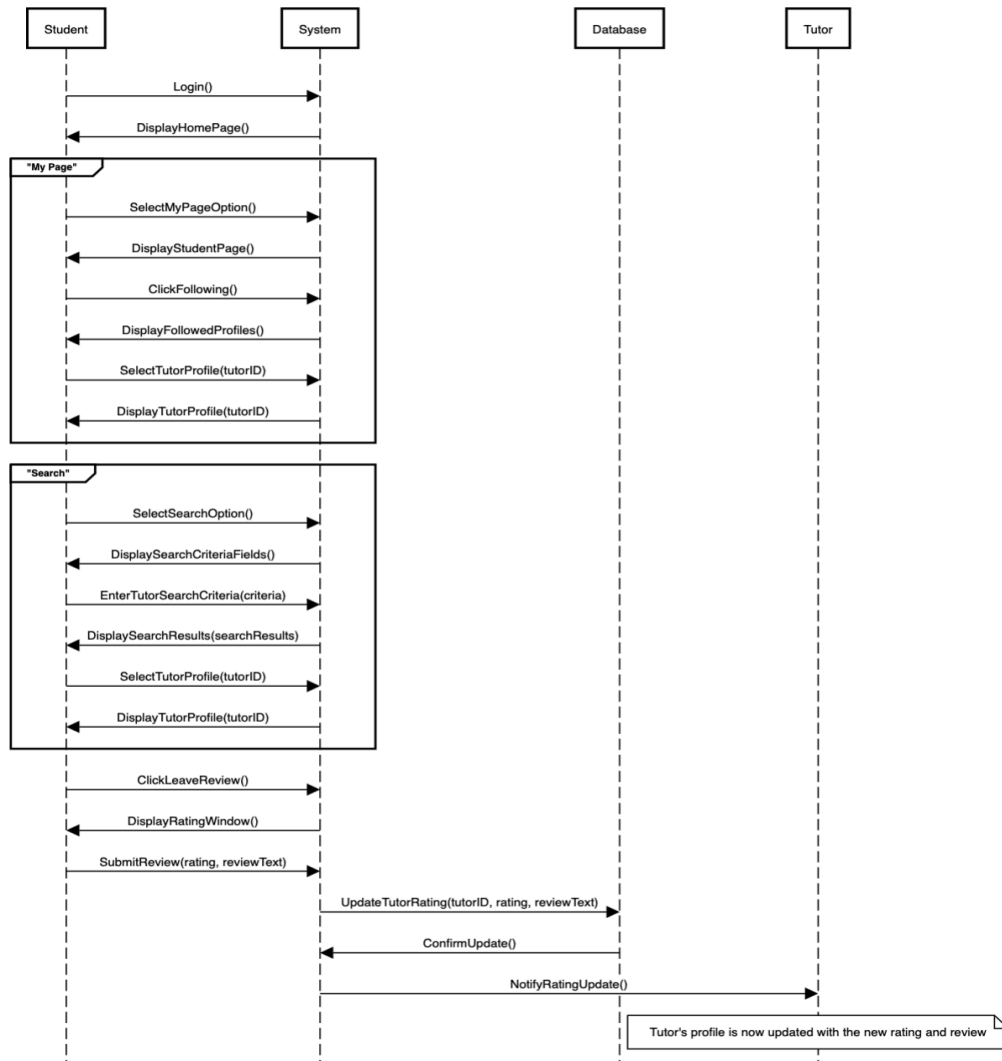 Student
System
Database
Tutor
Login()
DisplayHomePage()
"My Page"
SelectMyPageOption()
DisplayStudentPage()
ClickFollowing()
DisplayFollowedProfiles()
SelectTutorProfile(tutorID)
DisplayTutorProfile(tutorID)
"Search"
SelectSearchOption()
DisplaySearchCriteriaFields()
EnterTutorSearchCriteria(criteria)
DisplaySearchResults(searchResults)
SelectTutorProfile(tutorID)
DisplayTutorProfile(tutorID)
ClickLeaveReview()
DisplayRatingWindow()
SubmitReview(rating, reviewText)
UpdateTutorRating(tutorID, rating, reviewText)
ConfirmUpdate()
NotifyRatingUpdate()
Tutor's profile is now updated with the new rating and review